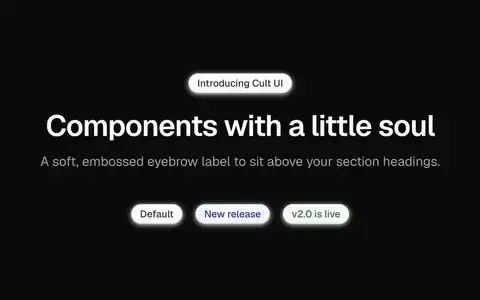 Introducing Cult UI
Components with a little soul
A soft, embossed eyebrow label to sit above your section headings.
Default
New release
v2.0 is live